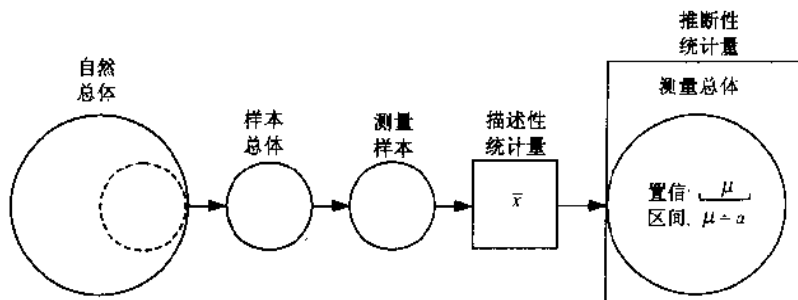 自然
总体
样本
总体
测量
样本
描述性
统计量
x̄
推断性
统计量
测量总体
置信 μ
区间 μ = a